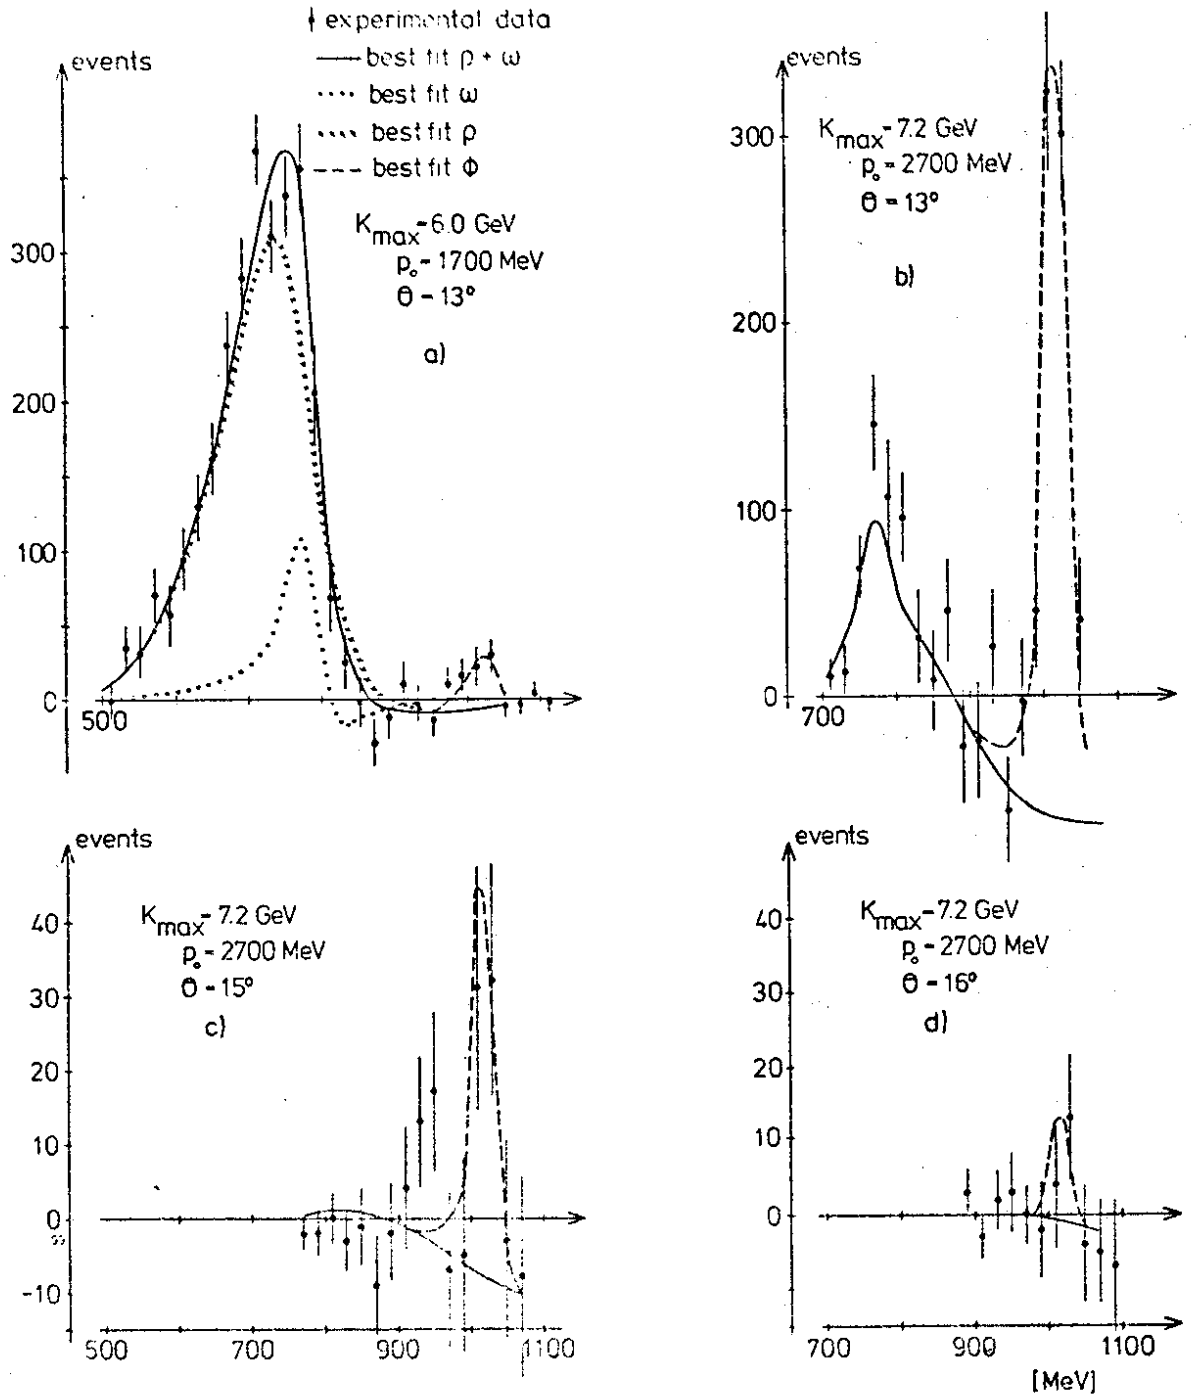 experimental data
best fit ρ + ω
best fit ω
best fit ρ
best fit Φ
events
300
200
100
0
500
Kmax - 6.0 GeV
p₀ - 1700 MeV
θ - 13°
a)
events
300
200
100
0
700
Kmax - 7.2 GeV
p₀ - 2700 MeV
θ - 13°
b)
events
40
30
20
10
0
-10
500
700
900
1100
Kmax - 7.2 GeV
p₀ - 2700 MeV
θ - 15°
c)
events
40
30
20
10
0
700
900
1100
[MeV]
Kmax - 7.2 GeV
p₀ - 2700 MeV
θ - 16°
d)